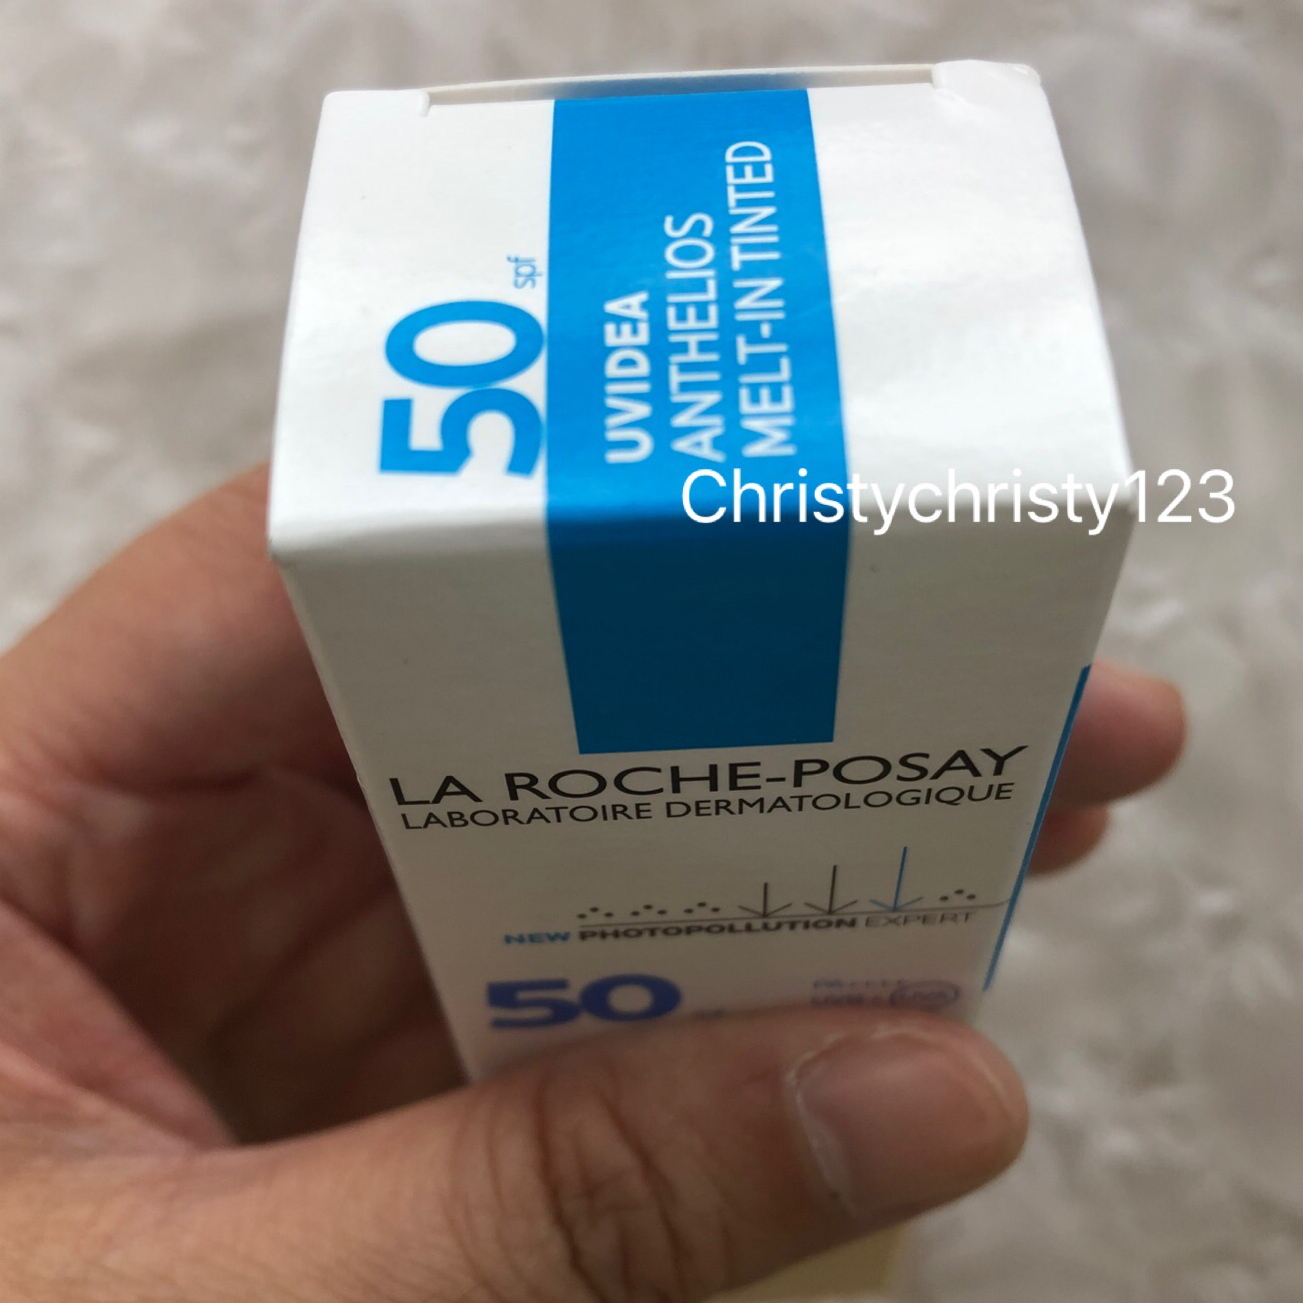 50
spf
UVIDEA
ANTHELIOS
MELT-IN TINTED
Christychristy123
LA ROCHE-POSAY
LABORATOIRE DERMATOLOGIQUE
NEW PHOTOPOLLUTION EXPERT
50